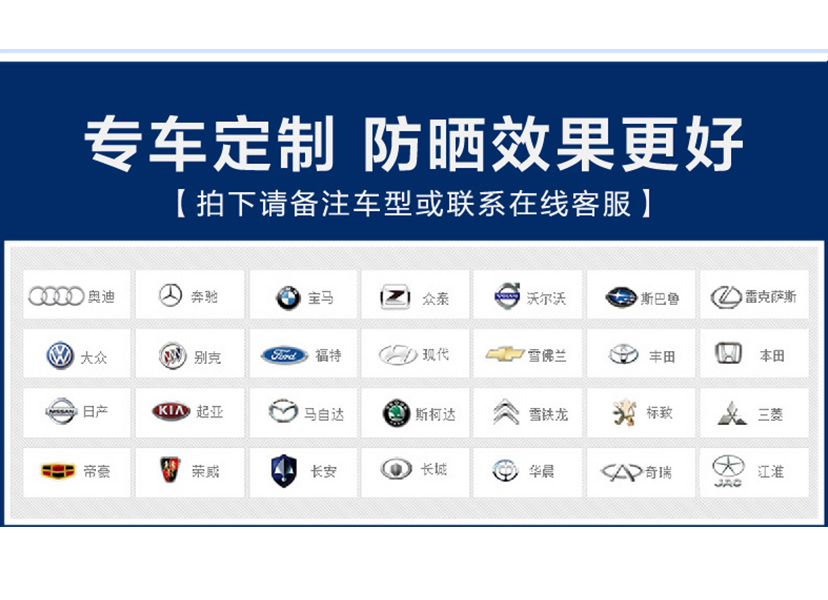 专车定制 防晒效果更好
【拍下请备注车型或联系在线客服】
奥迪 奔驰 宝马 众泰 VOLVO 沃尔沃 斯巴鲁 雷克萨斯
大众 别克 Ford 福特 现代 雪佛兰 丰田 本田
NISSAN 日产 KIA 起亚 马自达 斯柯达 雪铁龙 标致 三菱
帝豪 荣威 长安 长城 华晨 奇瑞 JAC 江淮